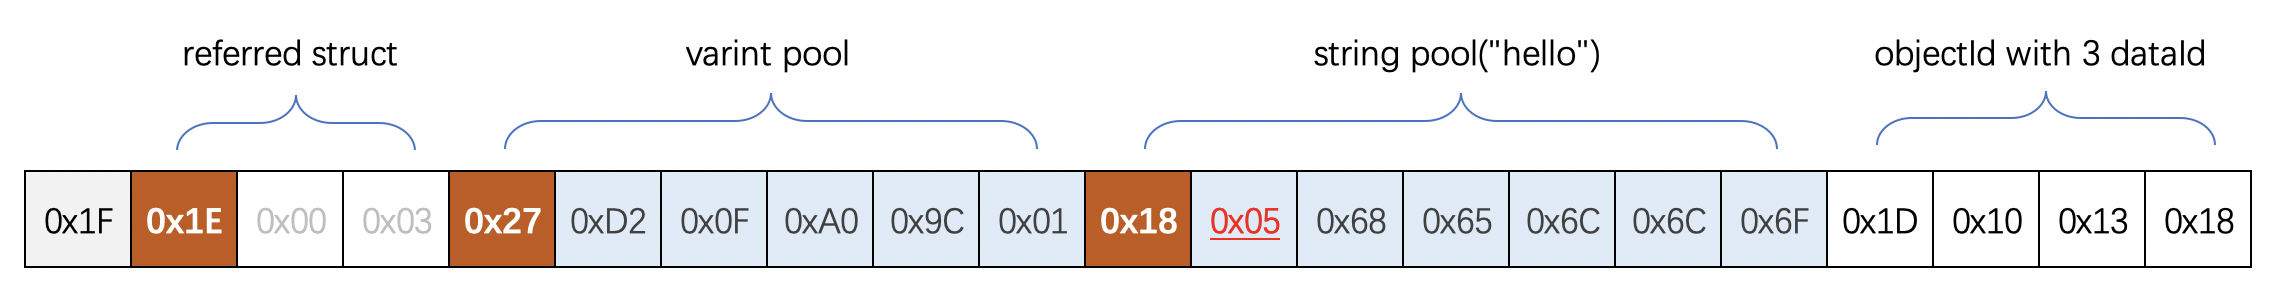 referred struct varint pool string pool("hello") objectId with 3 dataId
0x1F 0x1E 0x00 0x03 0x27 0xD2 0x0F 0xA0 0x9C 0x01 0x18 0x05 0x68 0x65 0x6C 0x6C 0x6F 0x1D 0x10 0x13 0x18